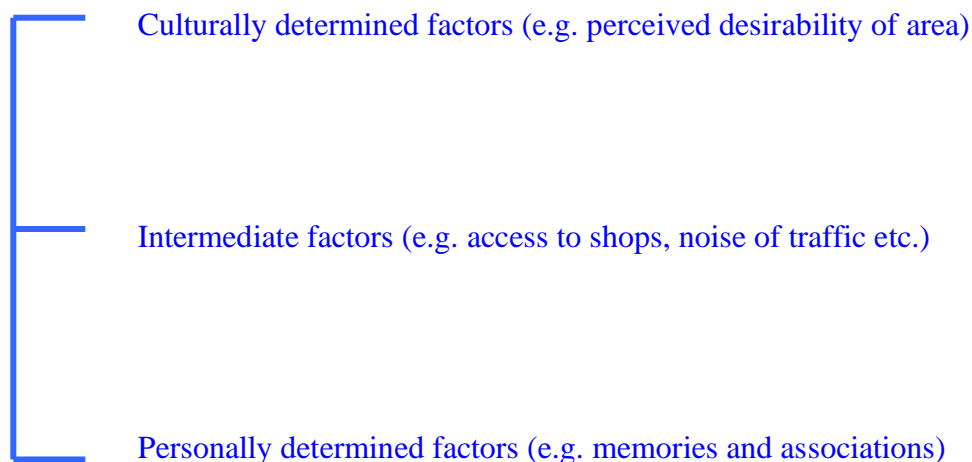 Culturally determined factors (e.g. perceived desirability of area)
Intermediate factors (e.g. access to shops, noise of traffic etc.)
Personally determined factors (e.g. memories and associations)